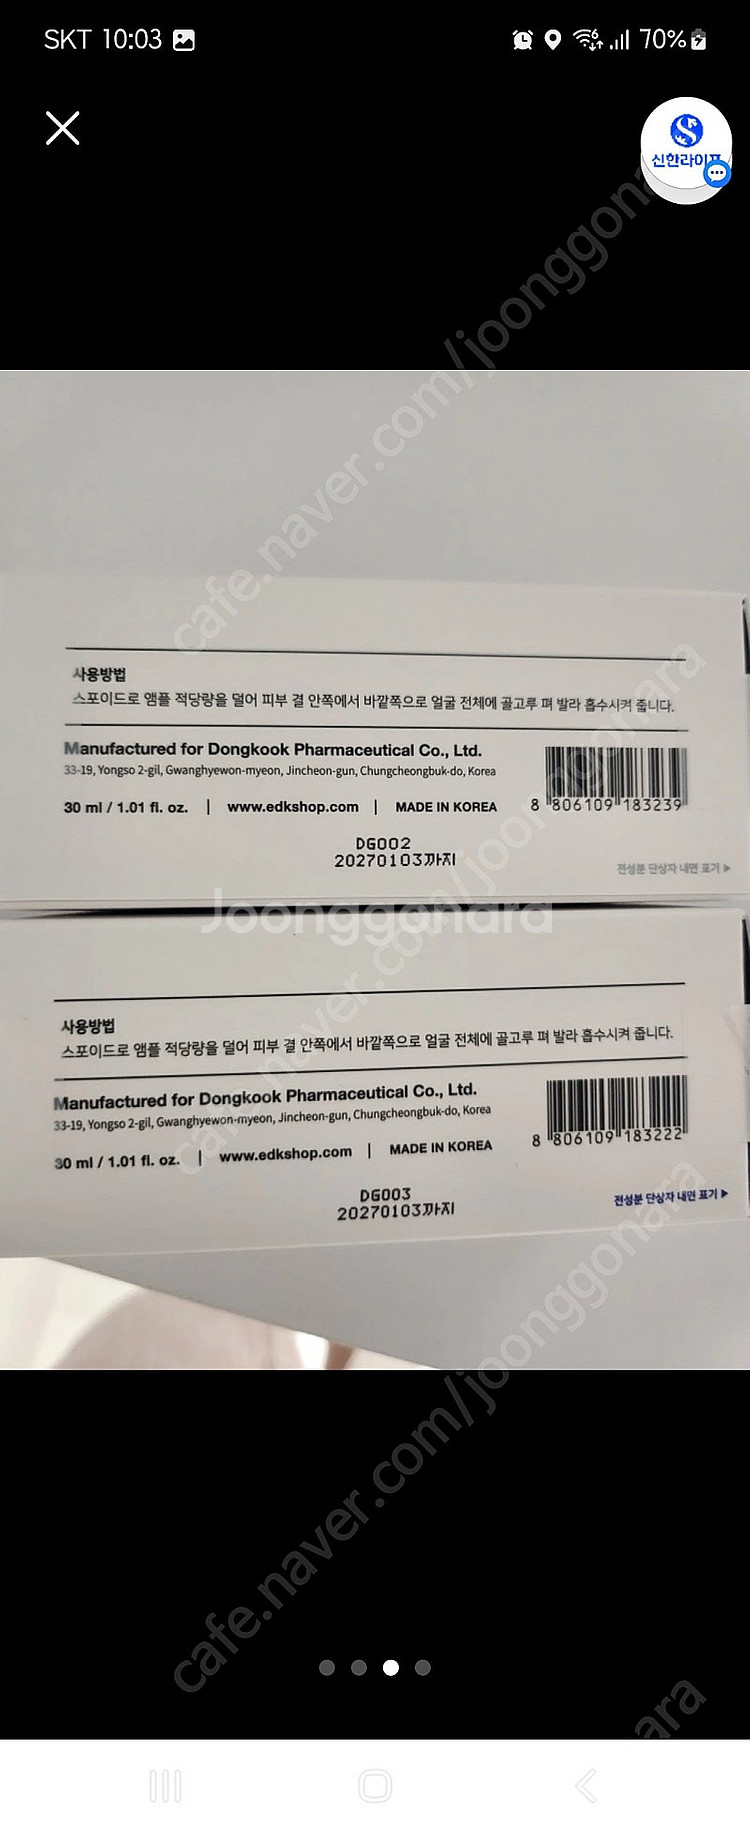 SKT 10:03
70%
신한라이프
cafe.naver.com/joonggonara
사용방법
스포이드로 앰플 적당량을 덜어 피부 결 안쪽에서 바깥쪽으로 얼굴 전체에 골고루 펴 발라 흡수시켜 줍니다.
Manufactured for Dongkook Pharmaceutical Co., Ltd.
33-19, Yongso 2-gil, Gwanghyewon-myeon, Jincheon-gun, Chungcheongbuk-do, Korea
30 ml / 1.01 fl. oz. | www.edkshop.com | MADE IN KOREA
8 806109 183239
DG002
20270103까지
전성분 단상자 내면 표기 ▶
Joonggonara
사용방법
스포이드로 앰플 적당량을 덜어 피부 결 안쪽에서 바깥쪽으로 얼굴 전체에 골고루 펴 발라 흡수시켜 줍니다.
Manufactured for Dongkook Pharmaceutical Co., Ltd.
33-19, Yongso 2-gil, Gwanghyewon-myeon, Jincheon-gun, Chungcheongbuk-do, Korea
30 ml / 1.01 fl. oz. | www.edkshop.com | MADE IN KOREA
8 806109 183222
DG003
20270103까지
전성분 단상자 내면 표기 ▶
cafe.naver.com/joonggonara
cafe.naver.com/joonggonara
ara